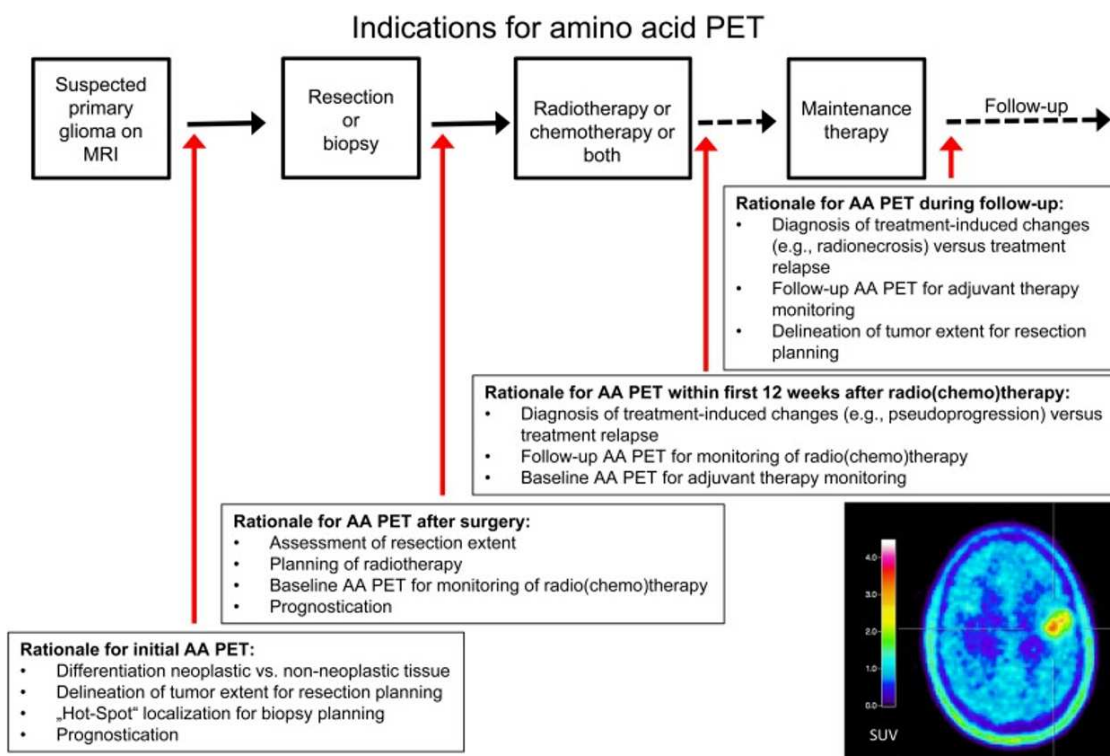 Indications for amino acid PET
Suspected
primary
glioma on
MRI
Resection
or
biopsy
Radiotherapy or
chemotherapy or
both
Maintenance
therapy
Follow-up
Rationale for AA PET during follow-up:
• Diagnosis of treatment-induced changes
(e.g., radionecrosis) versus treatment
relapse
• Follow-up AA PET for adjuvant therapy
monitoring
• Delineation of tumor extent for resection
planning
Rationale for AA PET within first 12 weeks after radio(chemo)therapy:
• Diagnosis of treatment-induced changes (e.g., pseudoprogression) versus
treatment relapse
• Follow-up AA PET for monitoring of radio(chemo)therapy
• Baseline AA PET for adjuvant therapy monitoring
Rationale for AA PET after surgery:
• Assessment of resection extent
• Planning of radiotherapy
• Baseline AA PET for monitoring of radio(chemo)therapy
• Prognostication
Rationale for initial AA PET:
• Differentiation neoplastic vs. non-neoplastic tissue
• Delineation of tumor extent for resection planning
• „Hot-Spot“ localization for biopsy planning
• Prognostication
4.0
3.0
2.0
1.0
0.0
SUV